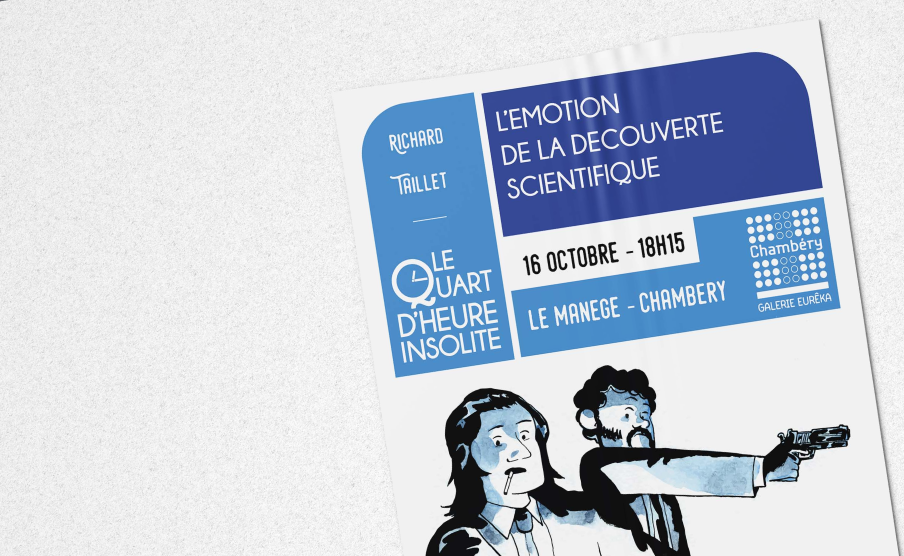 RICHARD
TAILLET
LE
QUART
D'HEURE
INSOLITE
L'EMOTION
DE LA DECOUVERTE
SCIENTIFIQUE
16 OCTOBRE - 18H15
LE MANEGE - CHAMBERY
Chambéry
GALERIE EURÊKA